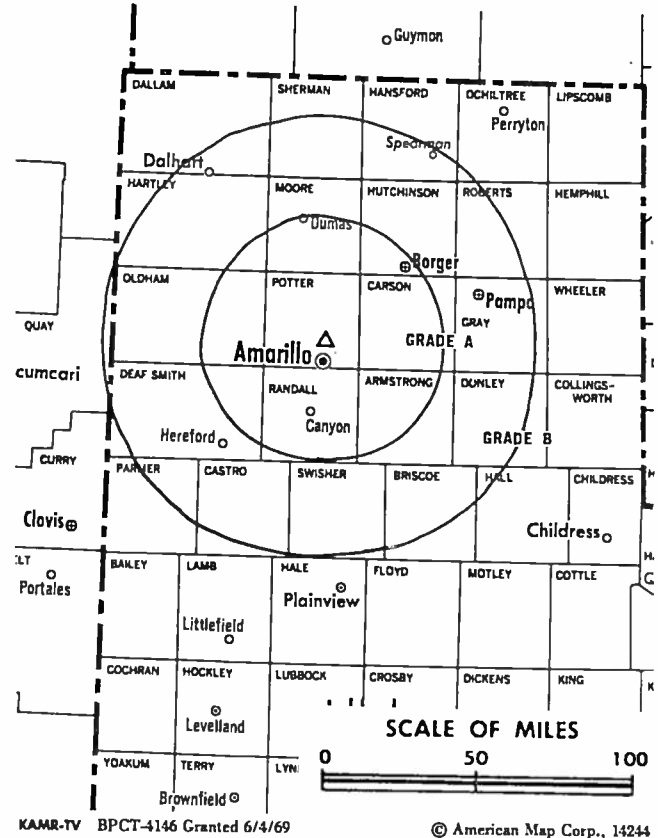 Guymon
DALLAM
SHERMAN
HANSFORD
OCHILTREE
LIPSCOMB
Perryton
Spearman
Dalhart
HARTLEY
MOORE
HUTCHINSON
ROBERTS
HEMPHILL
Dumas
Borger
OLDHAM
POTTER
CARSON
Pampa
WHEELER
GRAY
QUAY
GRADE A
Amarillo
cumcari
DEAF SMITH
RANDALL
ARMSTRONG
DONLEY
COLLINGS-
WORTH
Canyon
Hereford
GRADE B
CURRY
PARMER
CASTRO
SWISHER
BRISCOE
HALL
CHILDRESS
Clovis
Childress
ELT
BAILEY
LAMB
HALE
FLOYD
MOTLEY
COTTLE
Portales
Plainview
Littlefield
COCHRAN
HOCKLEY
LUBBOCK
CROSBY
DICKENS
KING
K
Levelland
SCALE OF MILES
0 50 100
YOAKUM
TERRY
LYN
Brownfield
KAMR-TV BPCT-4146 Granted 6/4/69
© American Map Corp., 14244